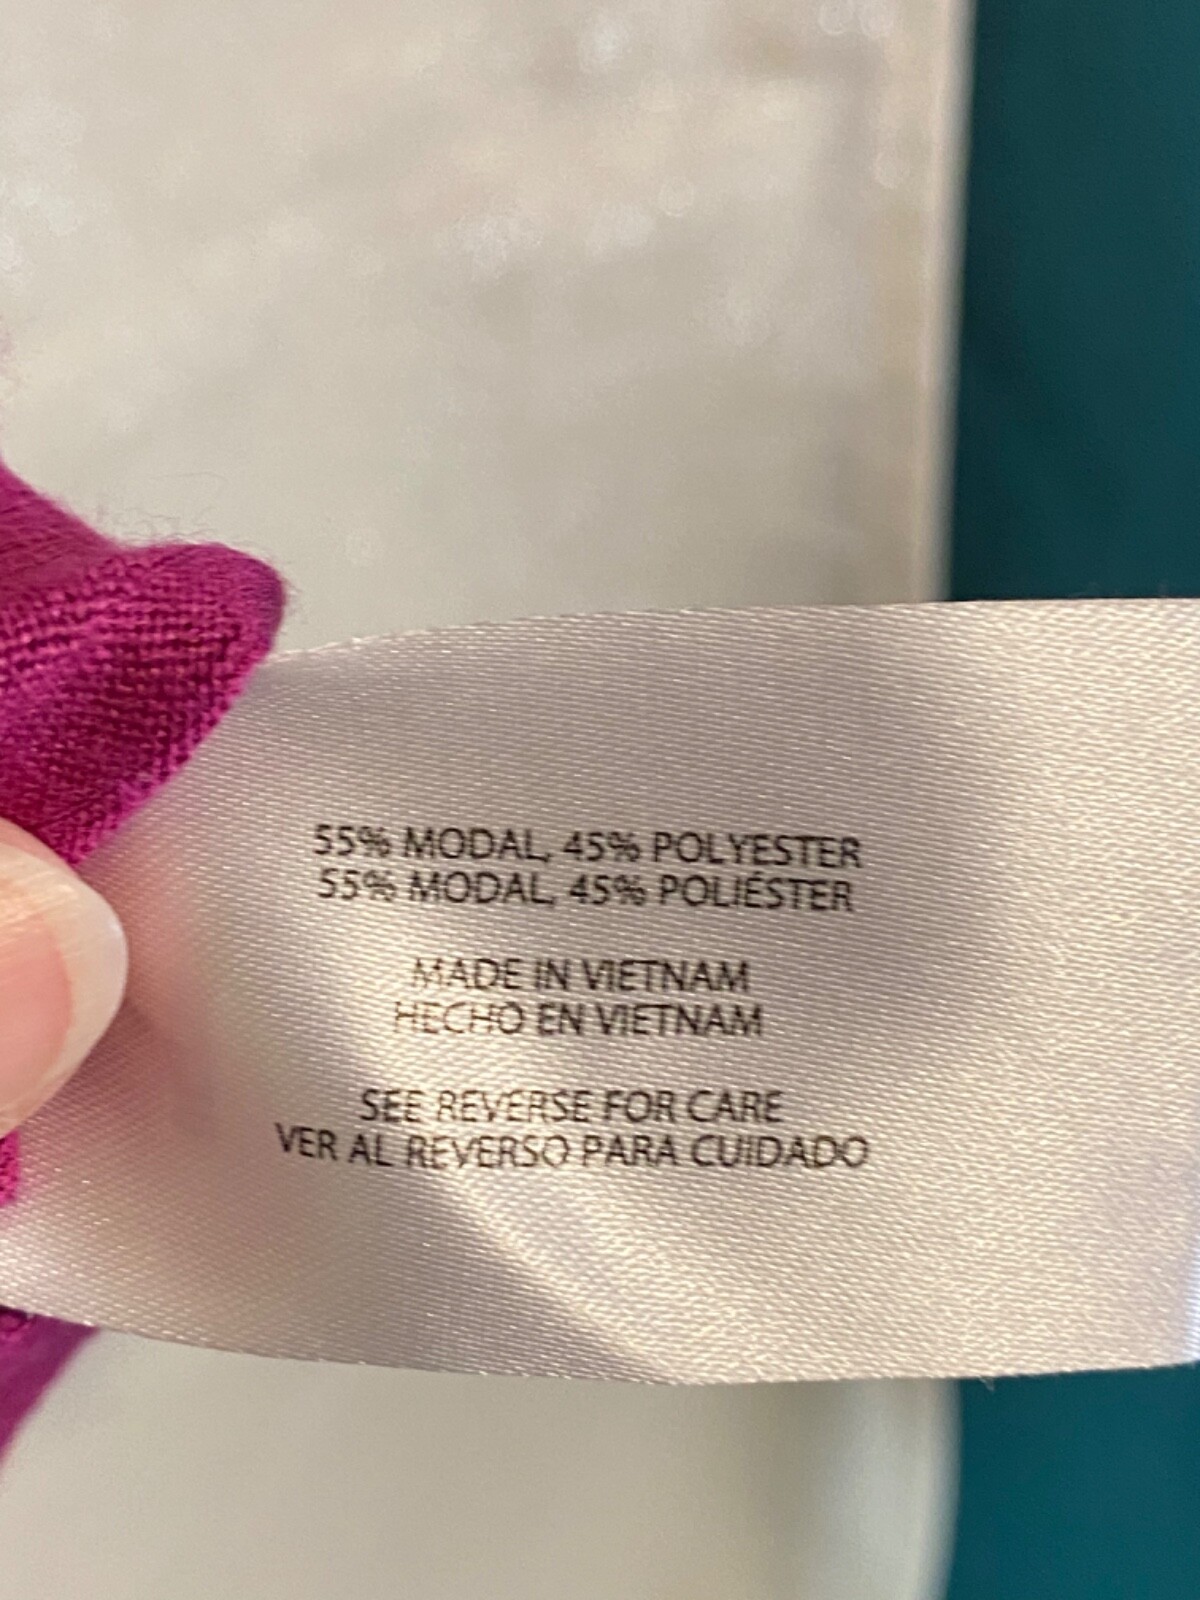 55% MODAL, 45% POLYESTER
55% MODAL, 45% POLIÉSTER
MADE IN VIETNAM
HECHO EN VIETNAM
SEE REVERSE FOR CARE
VER AL REVERSO PARA CUIDADO